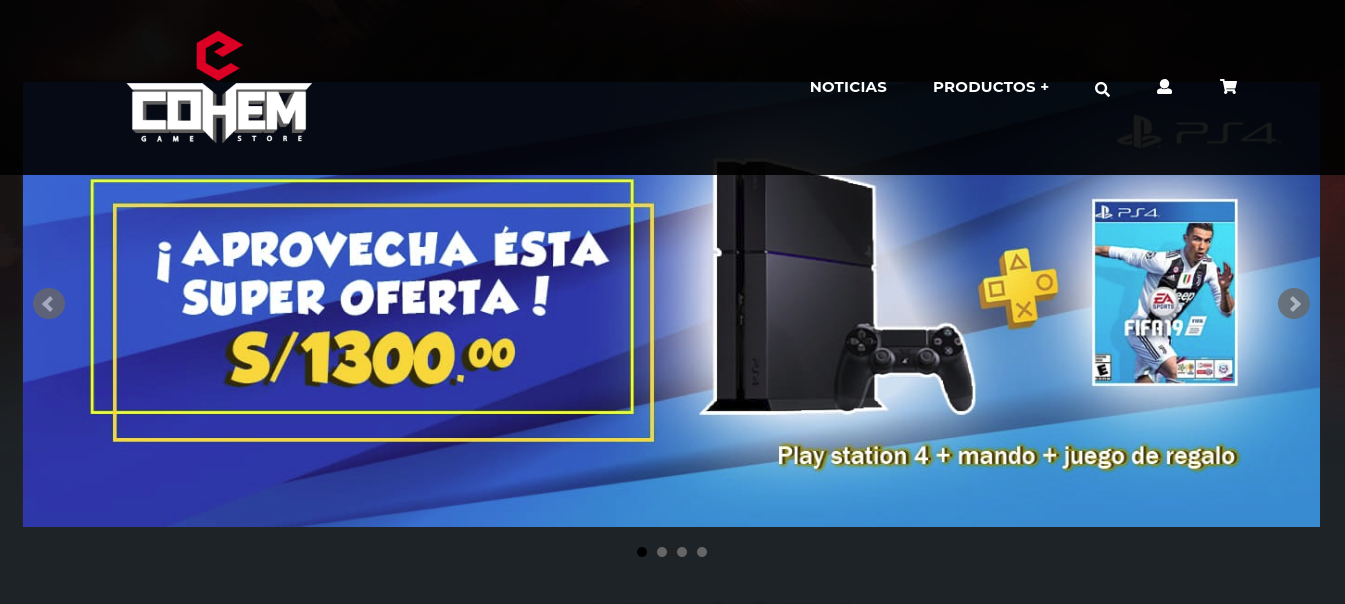 COHEM
GAME STORE
NOTICIAS
PRODUCTOS +
PS4
¡APROVECHA ÉSTA
SUPER OFERTA!
S/1300.00
PS4
EA
SPORTS
FIFA19
Play station 4 + mando + juego de regalo